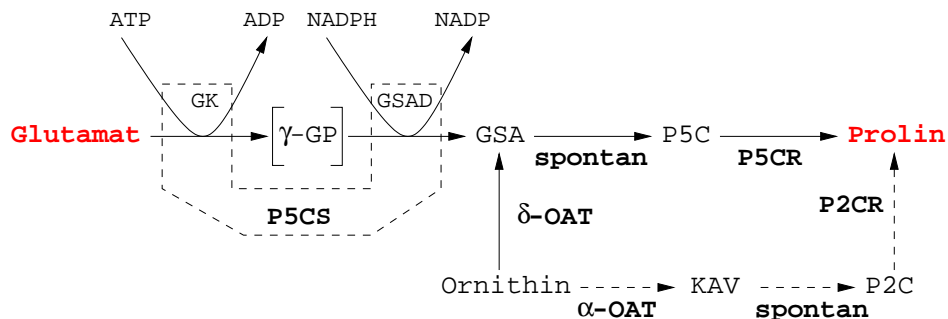 ATP ADP NADPH NADP
GK GSAD
Glutamat [γ-GP] GSA P5C Prolin
spontan P5CR
P5CS δ-OAT P2CR
Ornithin KAV P2C
α-OAT spontan